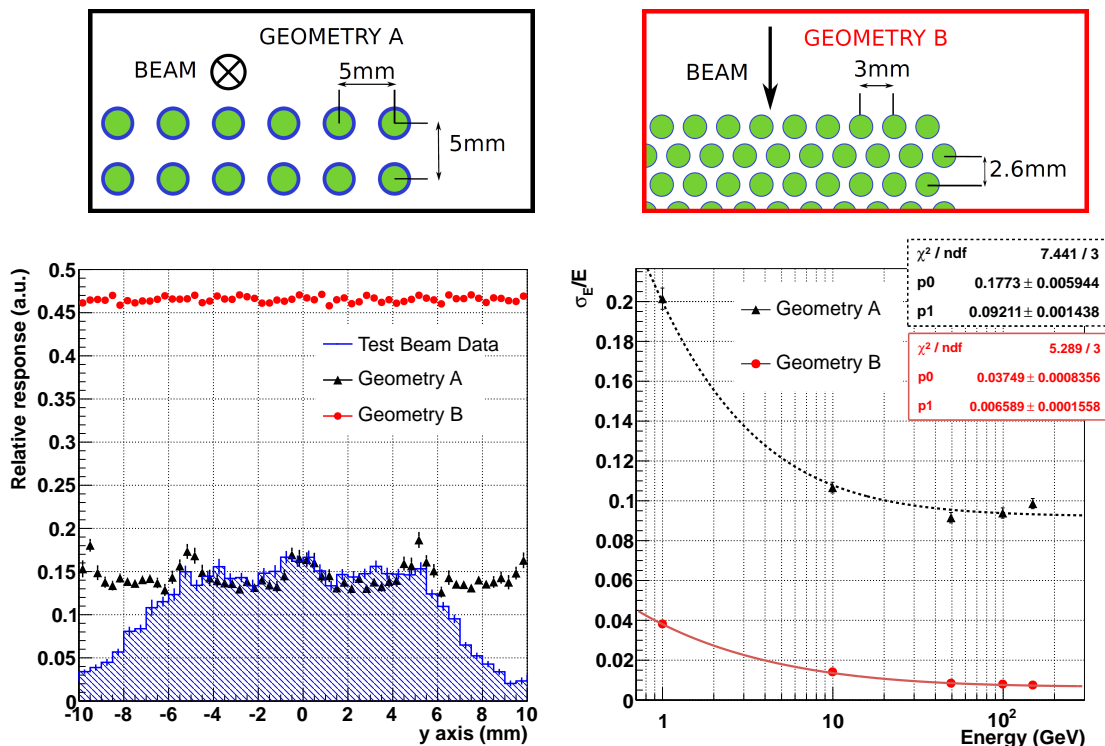 GEOMETRY A
BEAM
5mm
5mm
GEOMETRY B
BEAM
3mm
2.6mm
Relative response (a.u.)
0.5
0.45
0.4
0.35
0.3
0.25
0.2
0.15
0.1
0.05
0
Test Beam Data
Geometry A
Geometry B
-10 -8 -6 -4 -2 0 2 4 6 8 10
y axis (mm)
σE/E
0.2
0.18
0.16
0.14
0.12
0.1
0.08
0.06
0.04
0.02
0
Geometry A
Geometry B
χ² / ndf 7.441 / 3
p0 0.1773 ± 0.005944
p1 0.09211 ± 0.001438
χ² / ndf 5.289 / 3
p0 0.03749 ± 0.0008356
p1 0.006589 ± 0.0001558
1 10 10²
Energy (GeV)